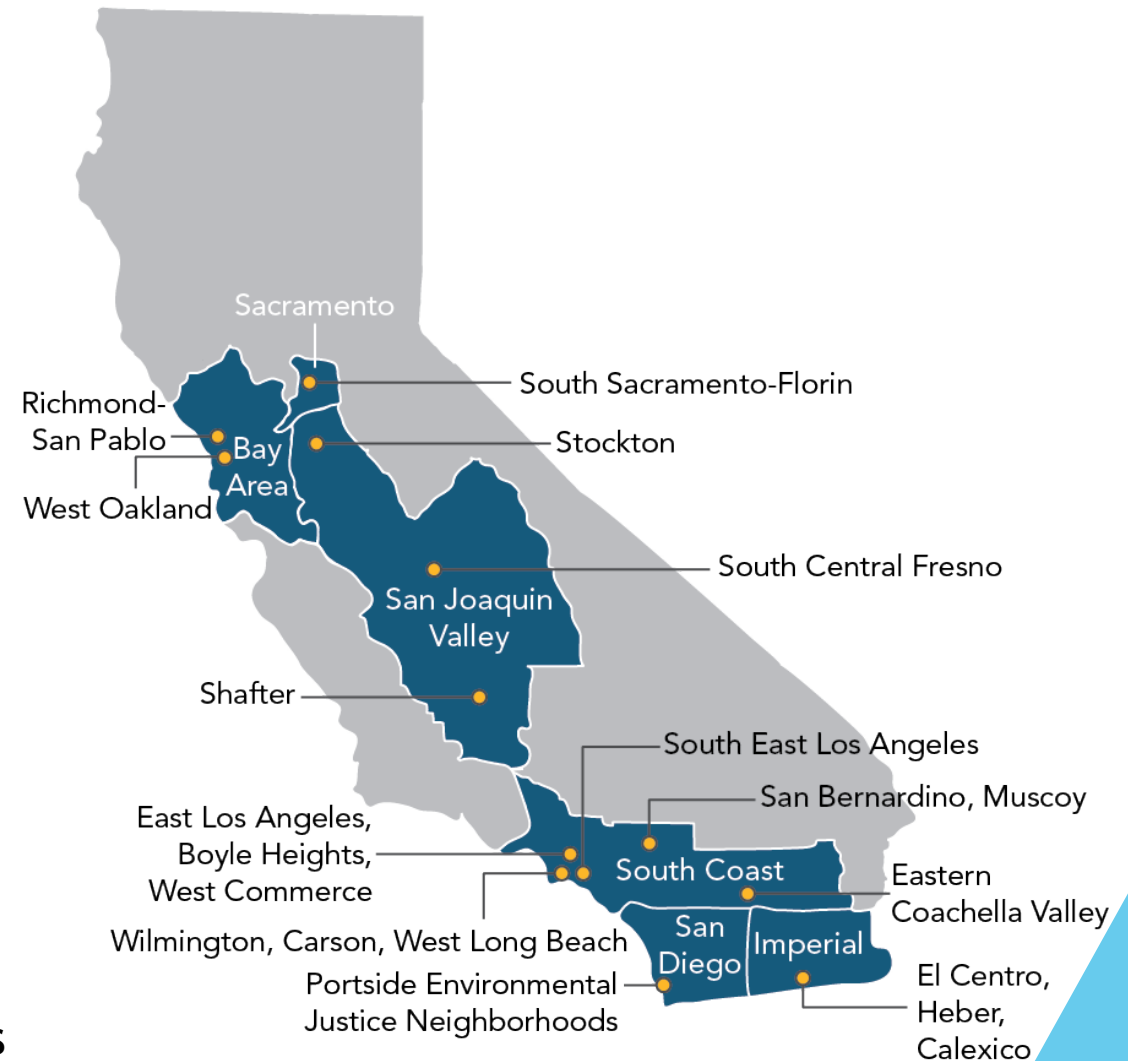 Sacramento
South Sacramento-Florin
Richmond-
San Pablo
Stockton
Bay
Area
West Oakland
South Central Fresno
San Joaquin
Valley
Shafter
South East Los Angeles
San Bernardino, Muscoy
East Los Angeles,
Boyle Heights,
West Commerce
South Coast
Eastern
Coachella Valley
Wilmington, Carson, West Long Beach
San
Diego
Imperial
Portside Environmental
Justice Neighborhoods
El Centro,
Heber,
Calexico
s